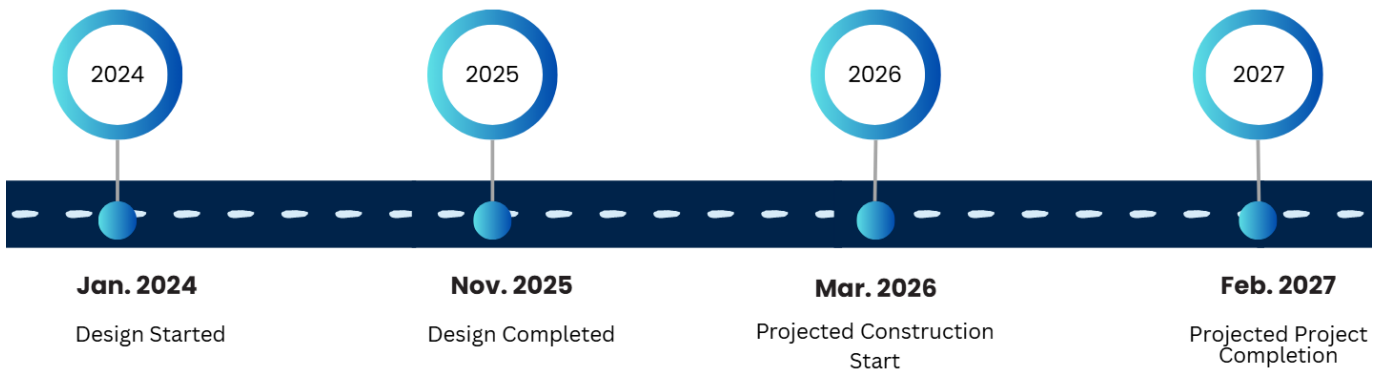 2024
2025
2026
2027
Jan. 2024
Nov. 2025
Mar. 2026
Feb. 2027
Design Started
Design Completed
Projected Construction
Start
Projected Project
Completion